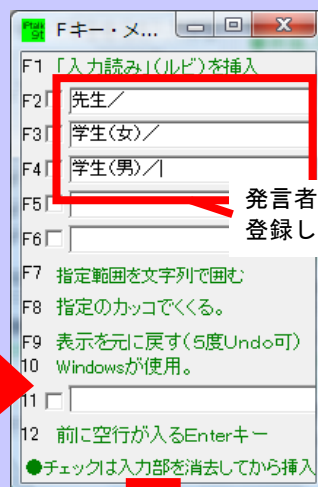 Ptalk 9t Fキー・メ...
F1 「入力読み」(ルビ)を挿入
F2 先生／
F3 学生(女)／
F4 学生(男)／
F5
F6
発言者
登録し
F7 指定範囲を文字列で囲む
F8 指定のカッコでくくる。
F9 表示を元に戻す(5度Undo可)
10 Windowsが使用。
11
12 前に空行が入るEnterキー
●チェックは入力部を消去してから挿入